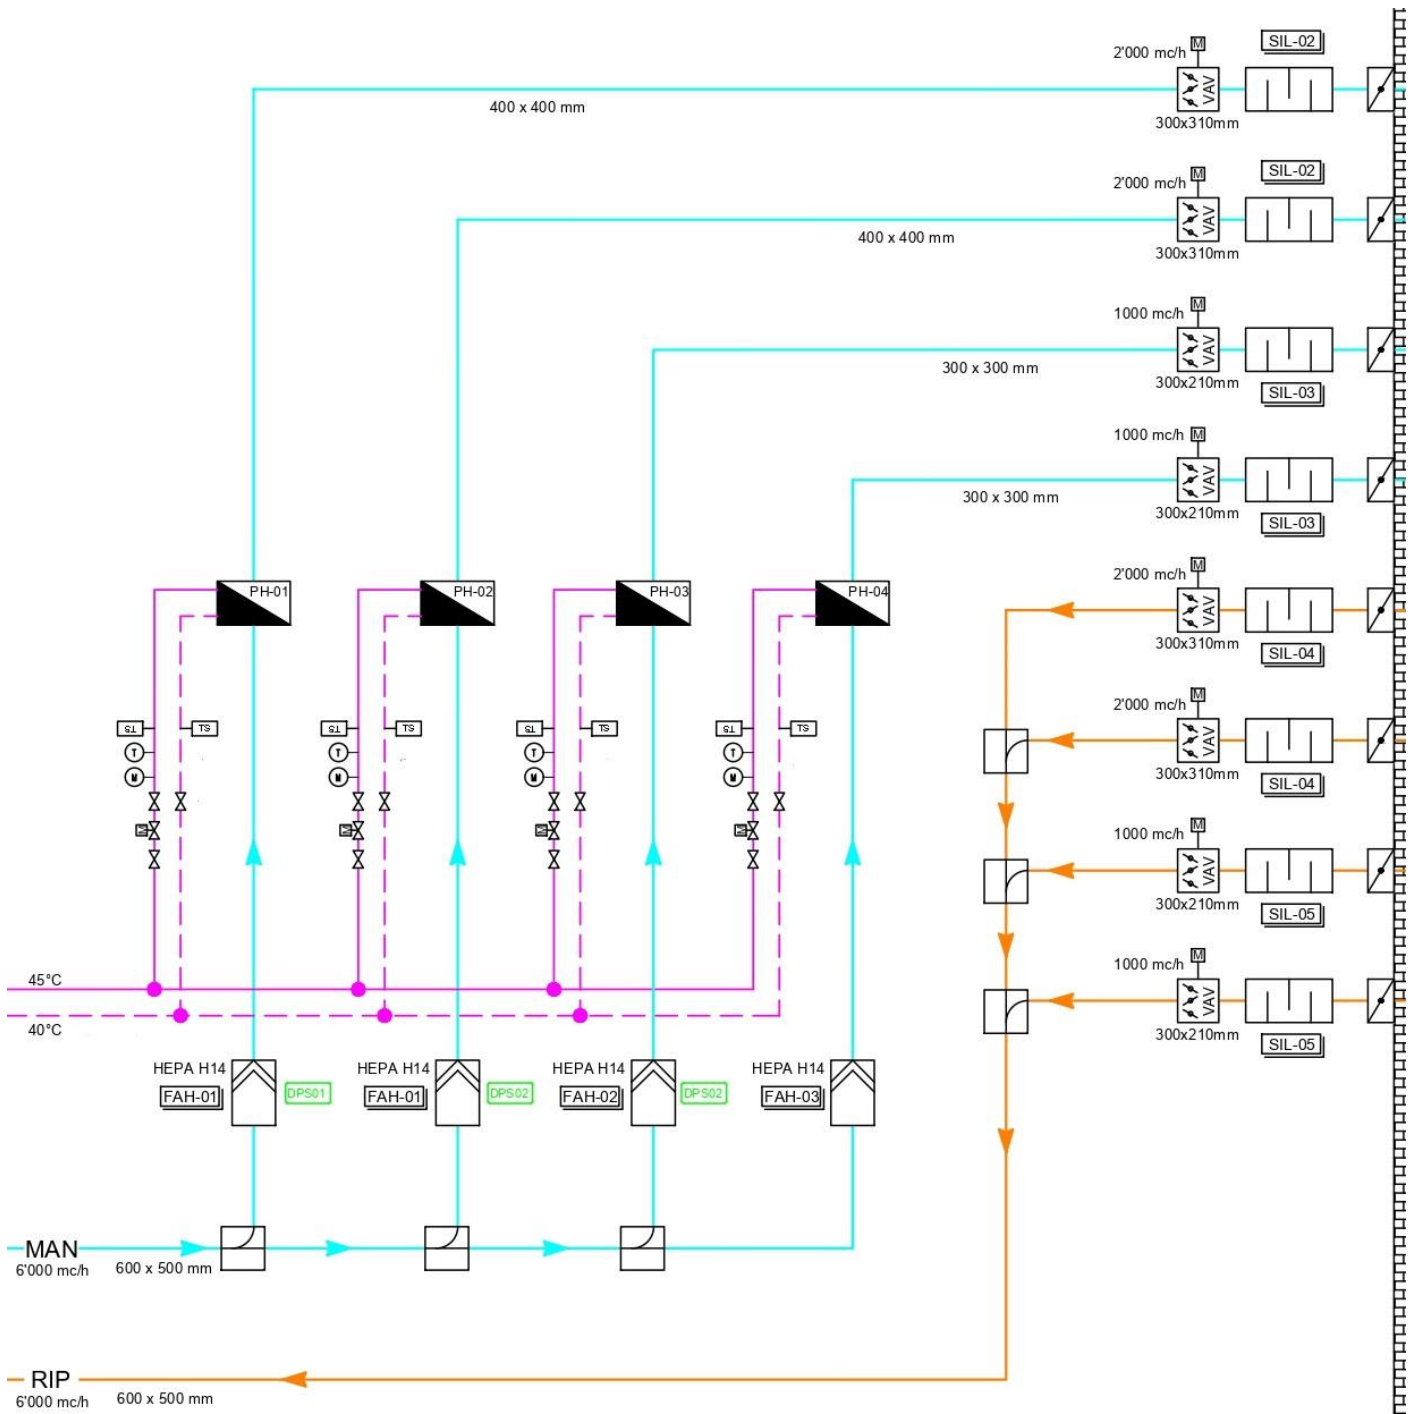 2'000 mc/h
M
SIL-02
VAV
400 x 400 mm
300x310mm
2'000 mc/h
M
SIL-02
VAV
400 x 400 mm
300x310mm
1000 mc/h
M
VAV
300 x 300 mm
300x210mm
SIL-03
1000 mc/h
M
VAV
300 x 300 mm
300x210mm
SIL-03
2'000 mc/h
M
VAV
300x310mm
SIL-04
2'000 mc/h
M
VAV
300x310mm
SIL-04
1000 mc/h
M
VAV
300x210mm
SIL-05
1000 mc/h
M
VAV
300x210mm
SIL-05
PH-01
PH-02
PH-03
PH-04
TS TS TS TS TS TS TS TS
T T T T
M M M M
M M M M
45°C
40°C
HEPA H14
FAH-01
DPS01
HEPA H14
FAH-01
DPS02
HEPA H14
FAH-02
DPS02
HEPA H14
FAH-03
MAN
6'000 mc/h
600 x 500 mm
RIP
6'000 mc/h
600 x 500 mm